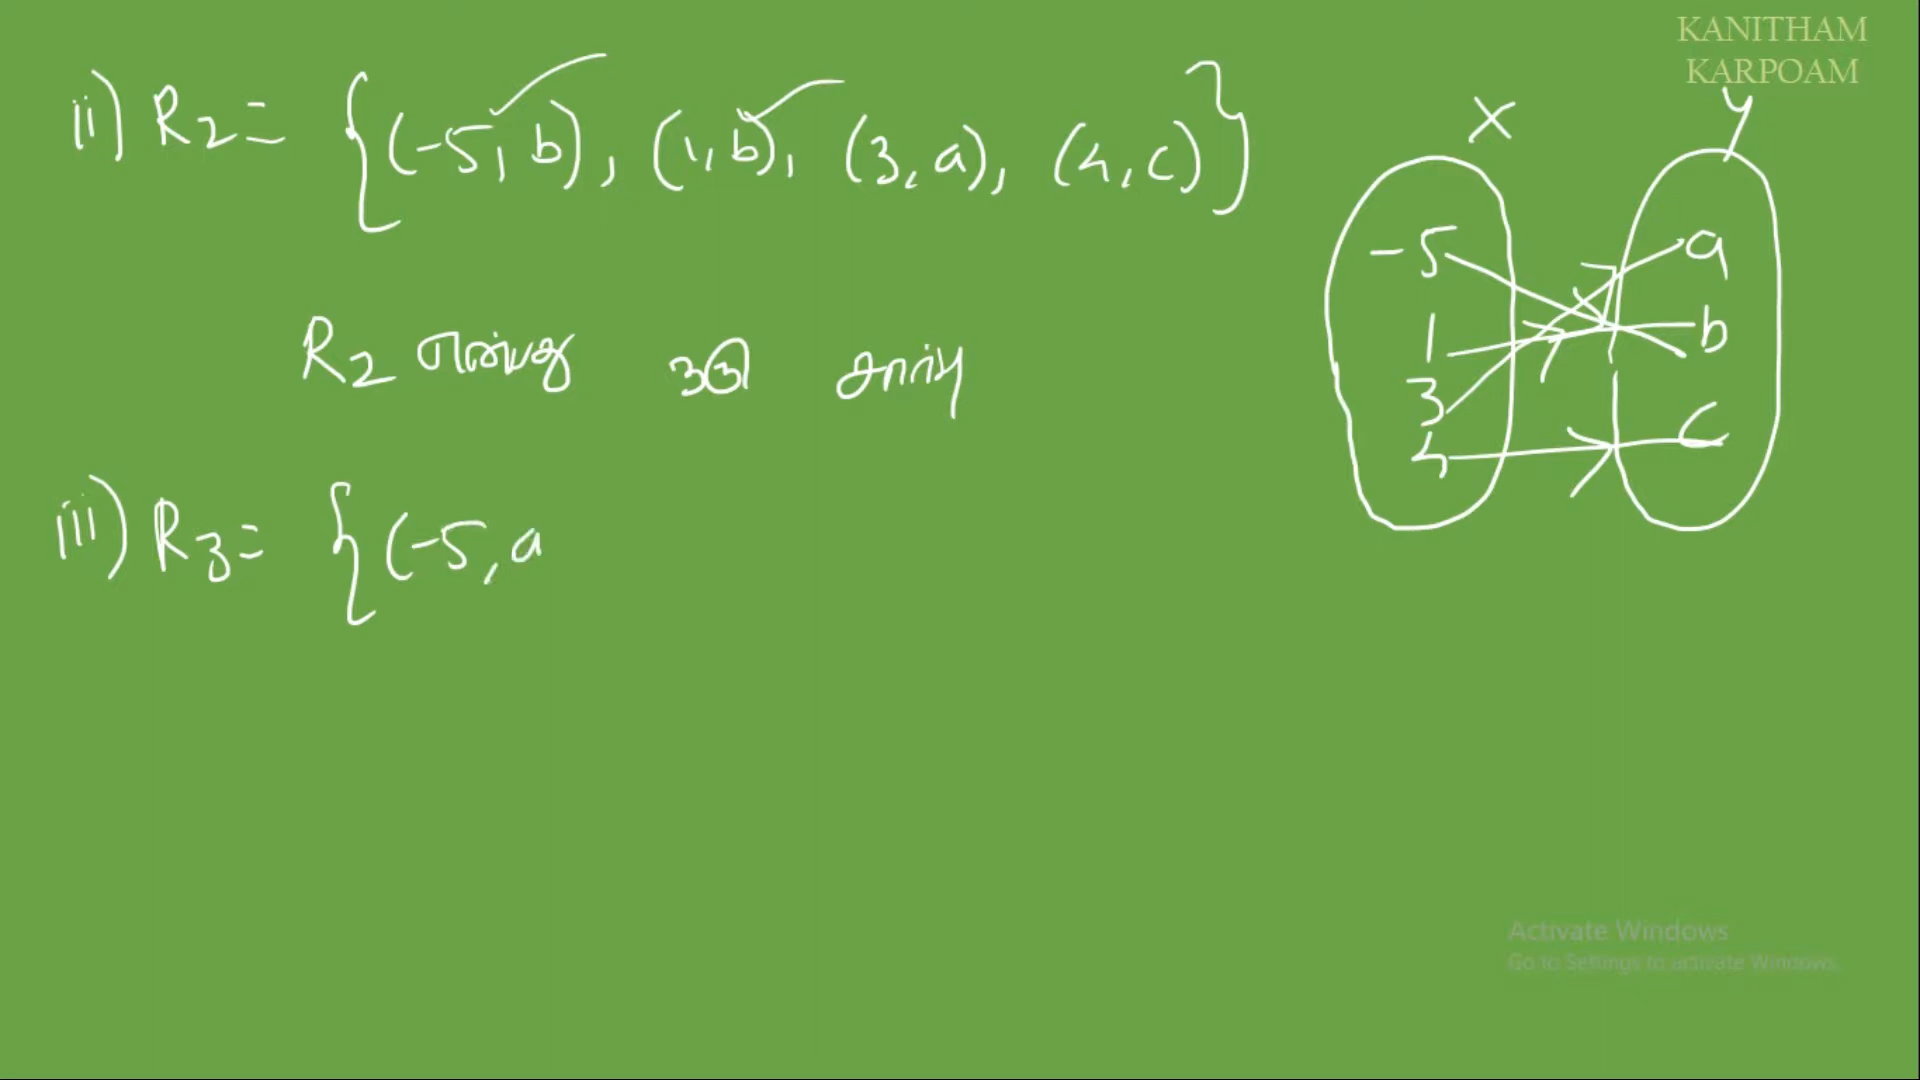 KANITHAM
KARPOAM
ii) R2 = {(-5, b), (1, b), (3, a), (4, c)}
x y
-5 a
1 b
3
4 c
R2 என்பது ஒரு சார்பு
iii) R3 = {(-5, a
Activate Windows
Go to Settings to activate Windows.